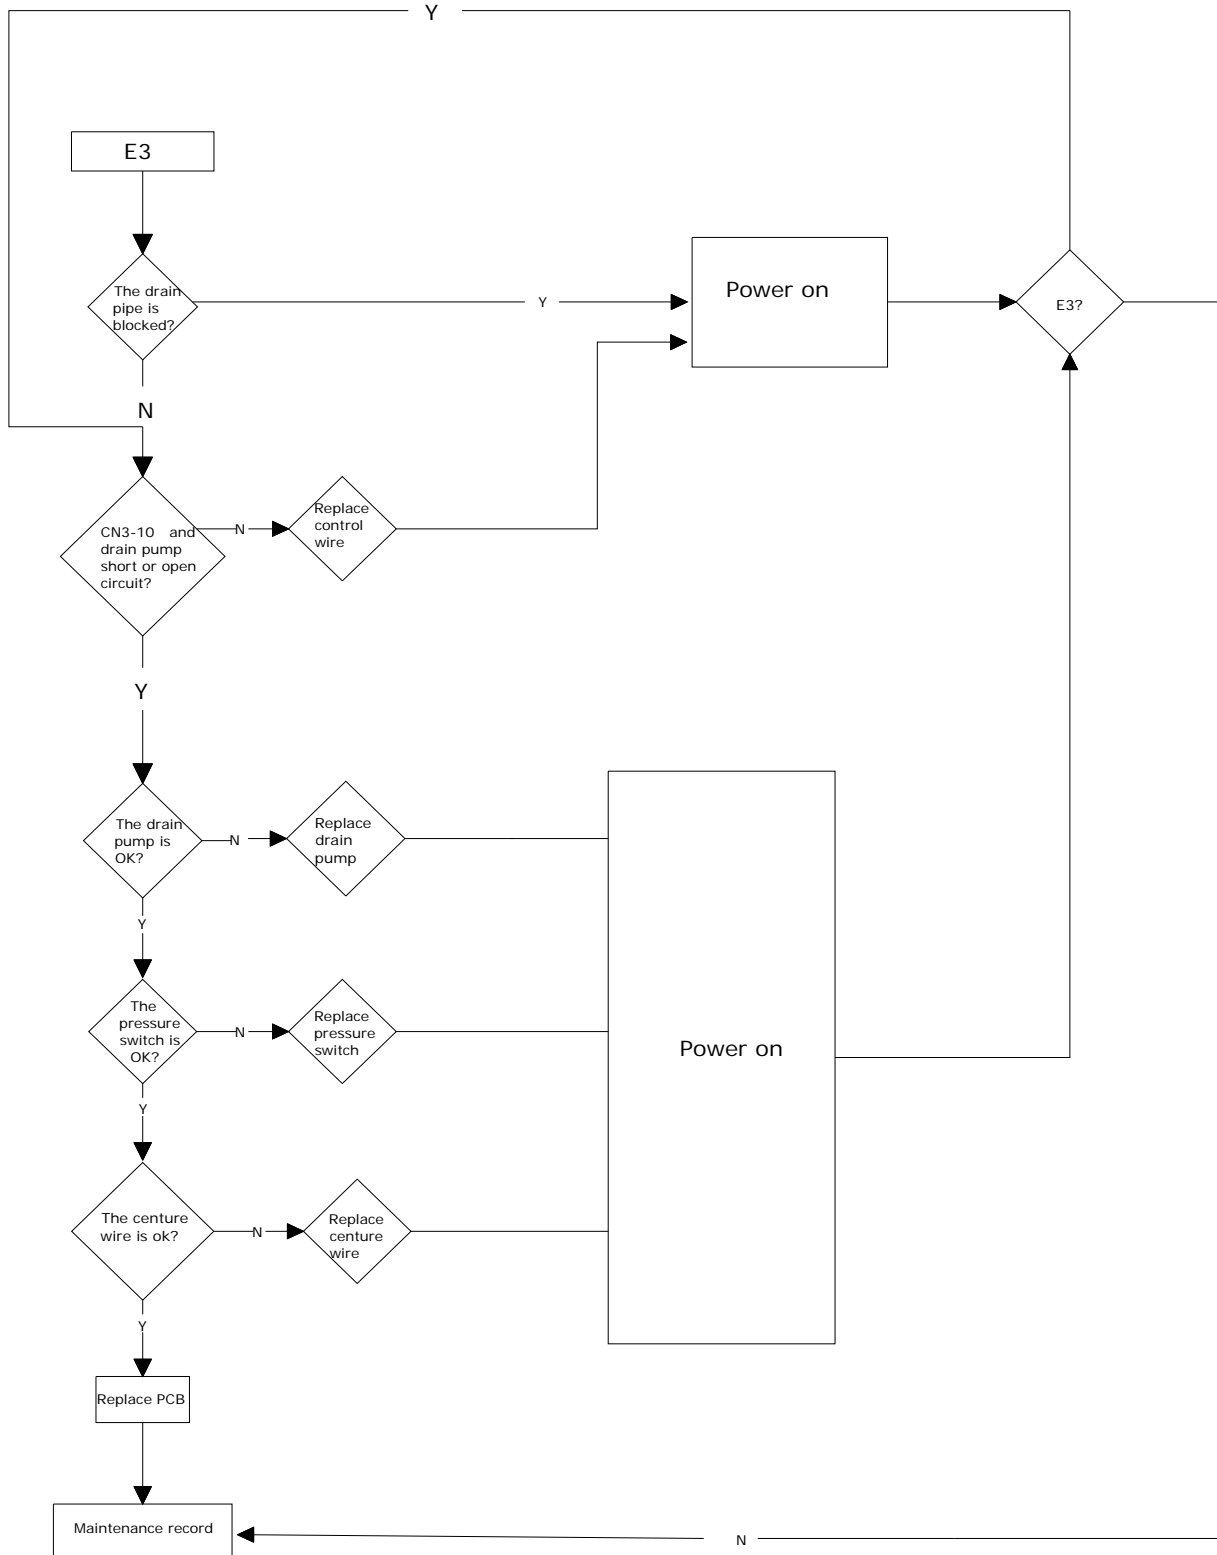 Y
E3
The drain
pipe is
blocked?
Y
Power on
E3?
N
CN3-10 and
drain pump
short or open
circuit?
N
Replace
control
wire
Y
The drain
pump is
OK?
N
Replace
drain
pump
Y
The
pressure
switch is
OK?
N
Replace
pressure
switch
Power on
Y
The centure
wire is ok?
N
Replace
centure
wire
Y
Replace PCB
Maintenance record
N